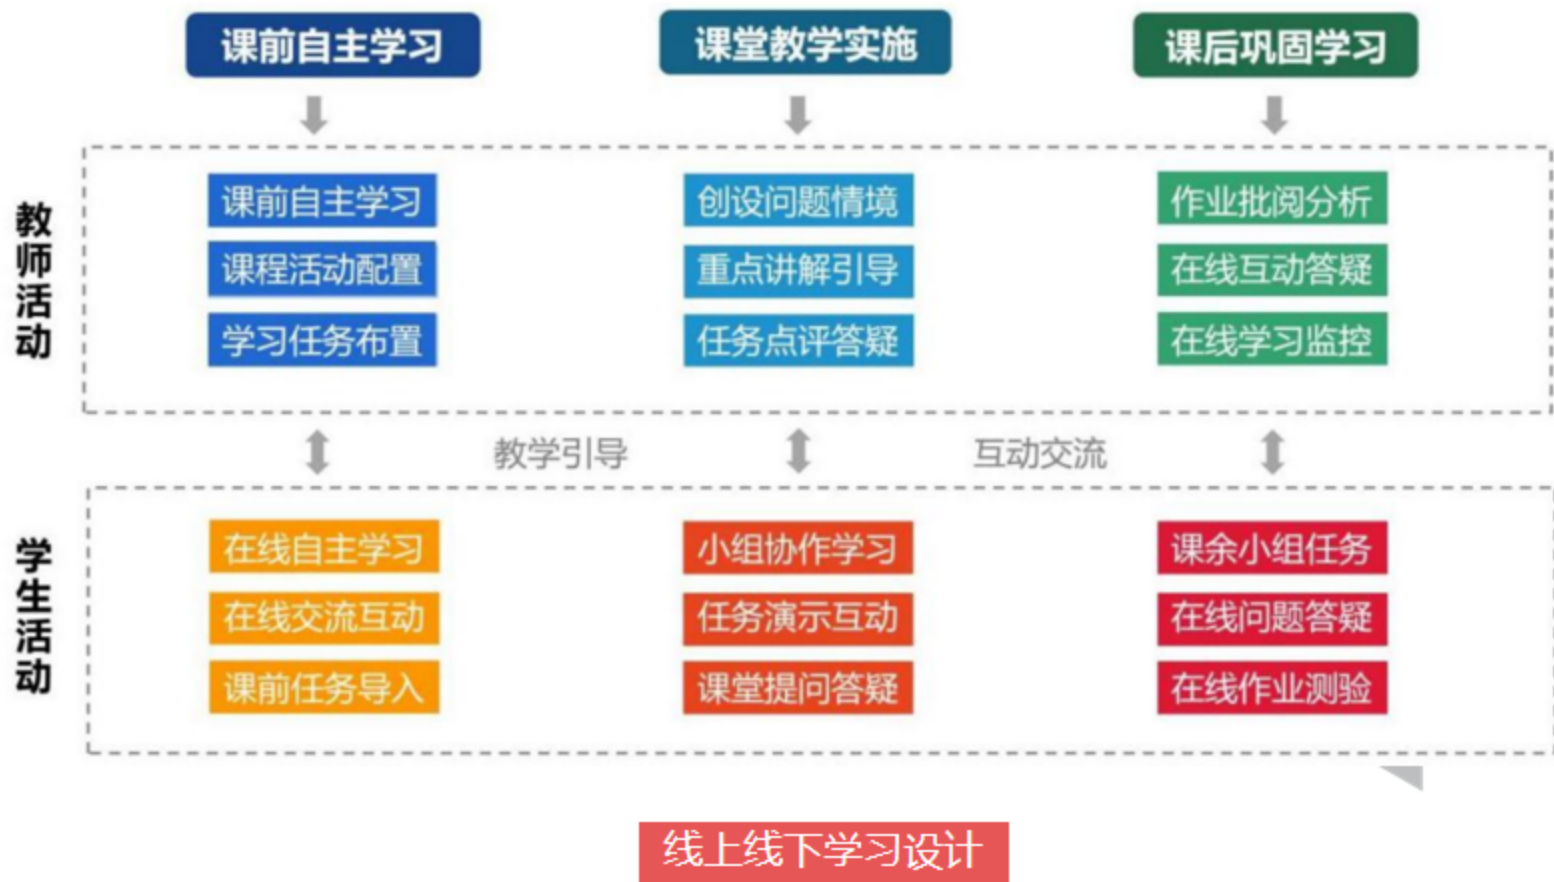 课前自主学习
课堂教学实施
课后巩固学习
教师活动
课前自主学习
创设问题情境
作业批阅分析
课程活动配置
重点讲解引导
在线互动答疑
学习任务布置
任务点评答疑
在线学习监控
教学引导
互动交流
学生活动
在线自主学习
小组协作学习
课余小组任务
在线交流互动
任务演示互动
在线问题答疑
课前任务导入
课堂提问答疑
在线作业测验
线上线下学习设计